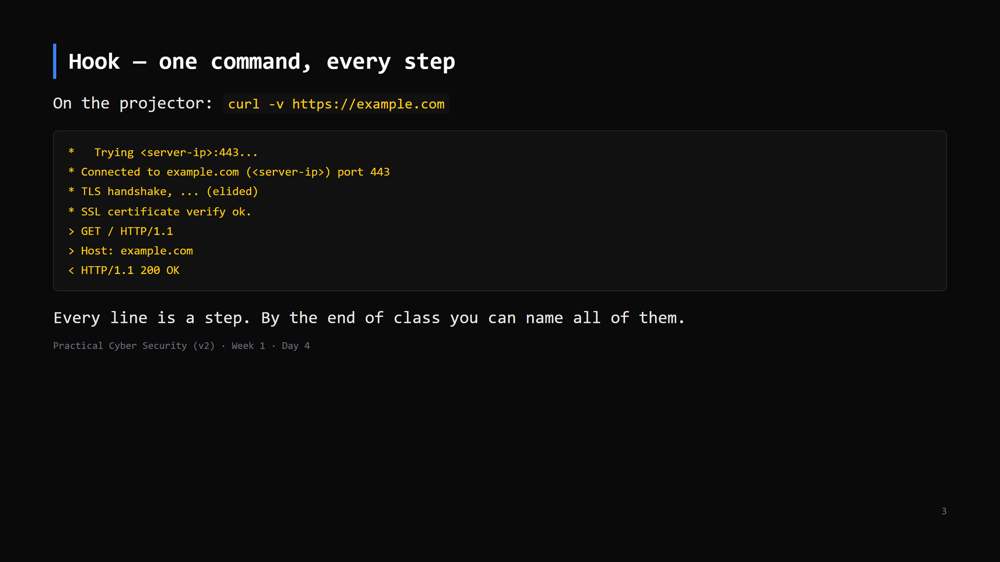 Hook — one command, every step
On the projector: curl -v https://example.com
*   Trying <server-ip>:443...
* Connected to example.com (<server-ip>) port 443
* TLS handshake, ... (elided)
* SSL certificate verify ok.
> GET / HTTP/1.1
> Host: example.com
< HTTP/1.1 200 OK
Every line is a step. By the end of class you can name all of them.
Practical Cyber Security (v2) · Week 1 · Day 4
3